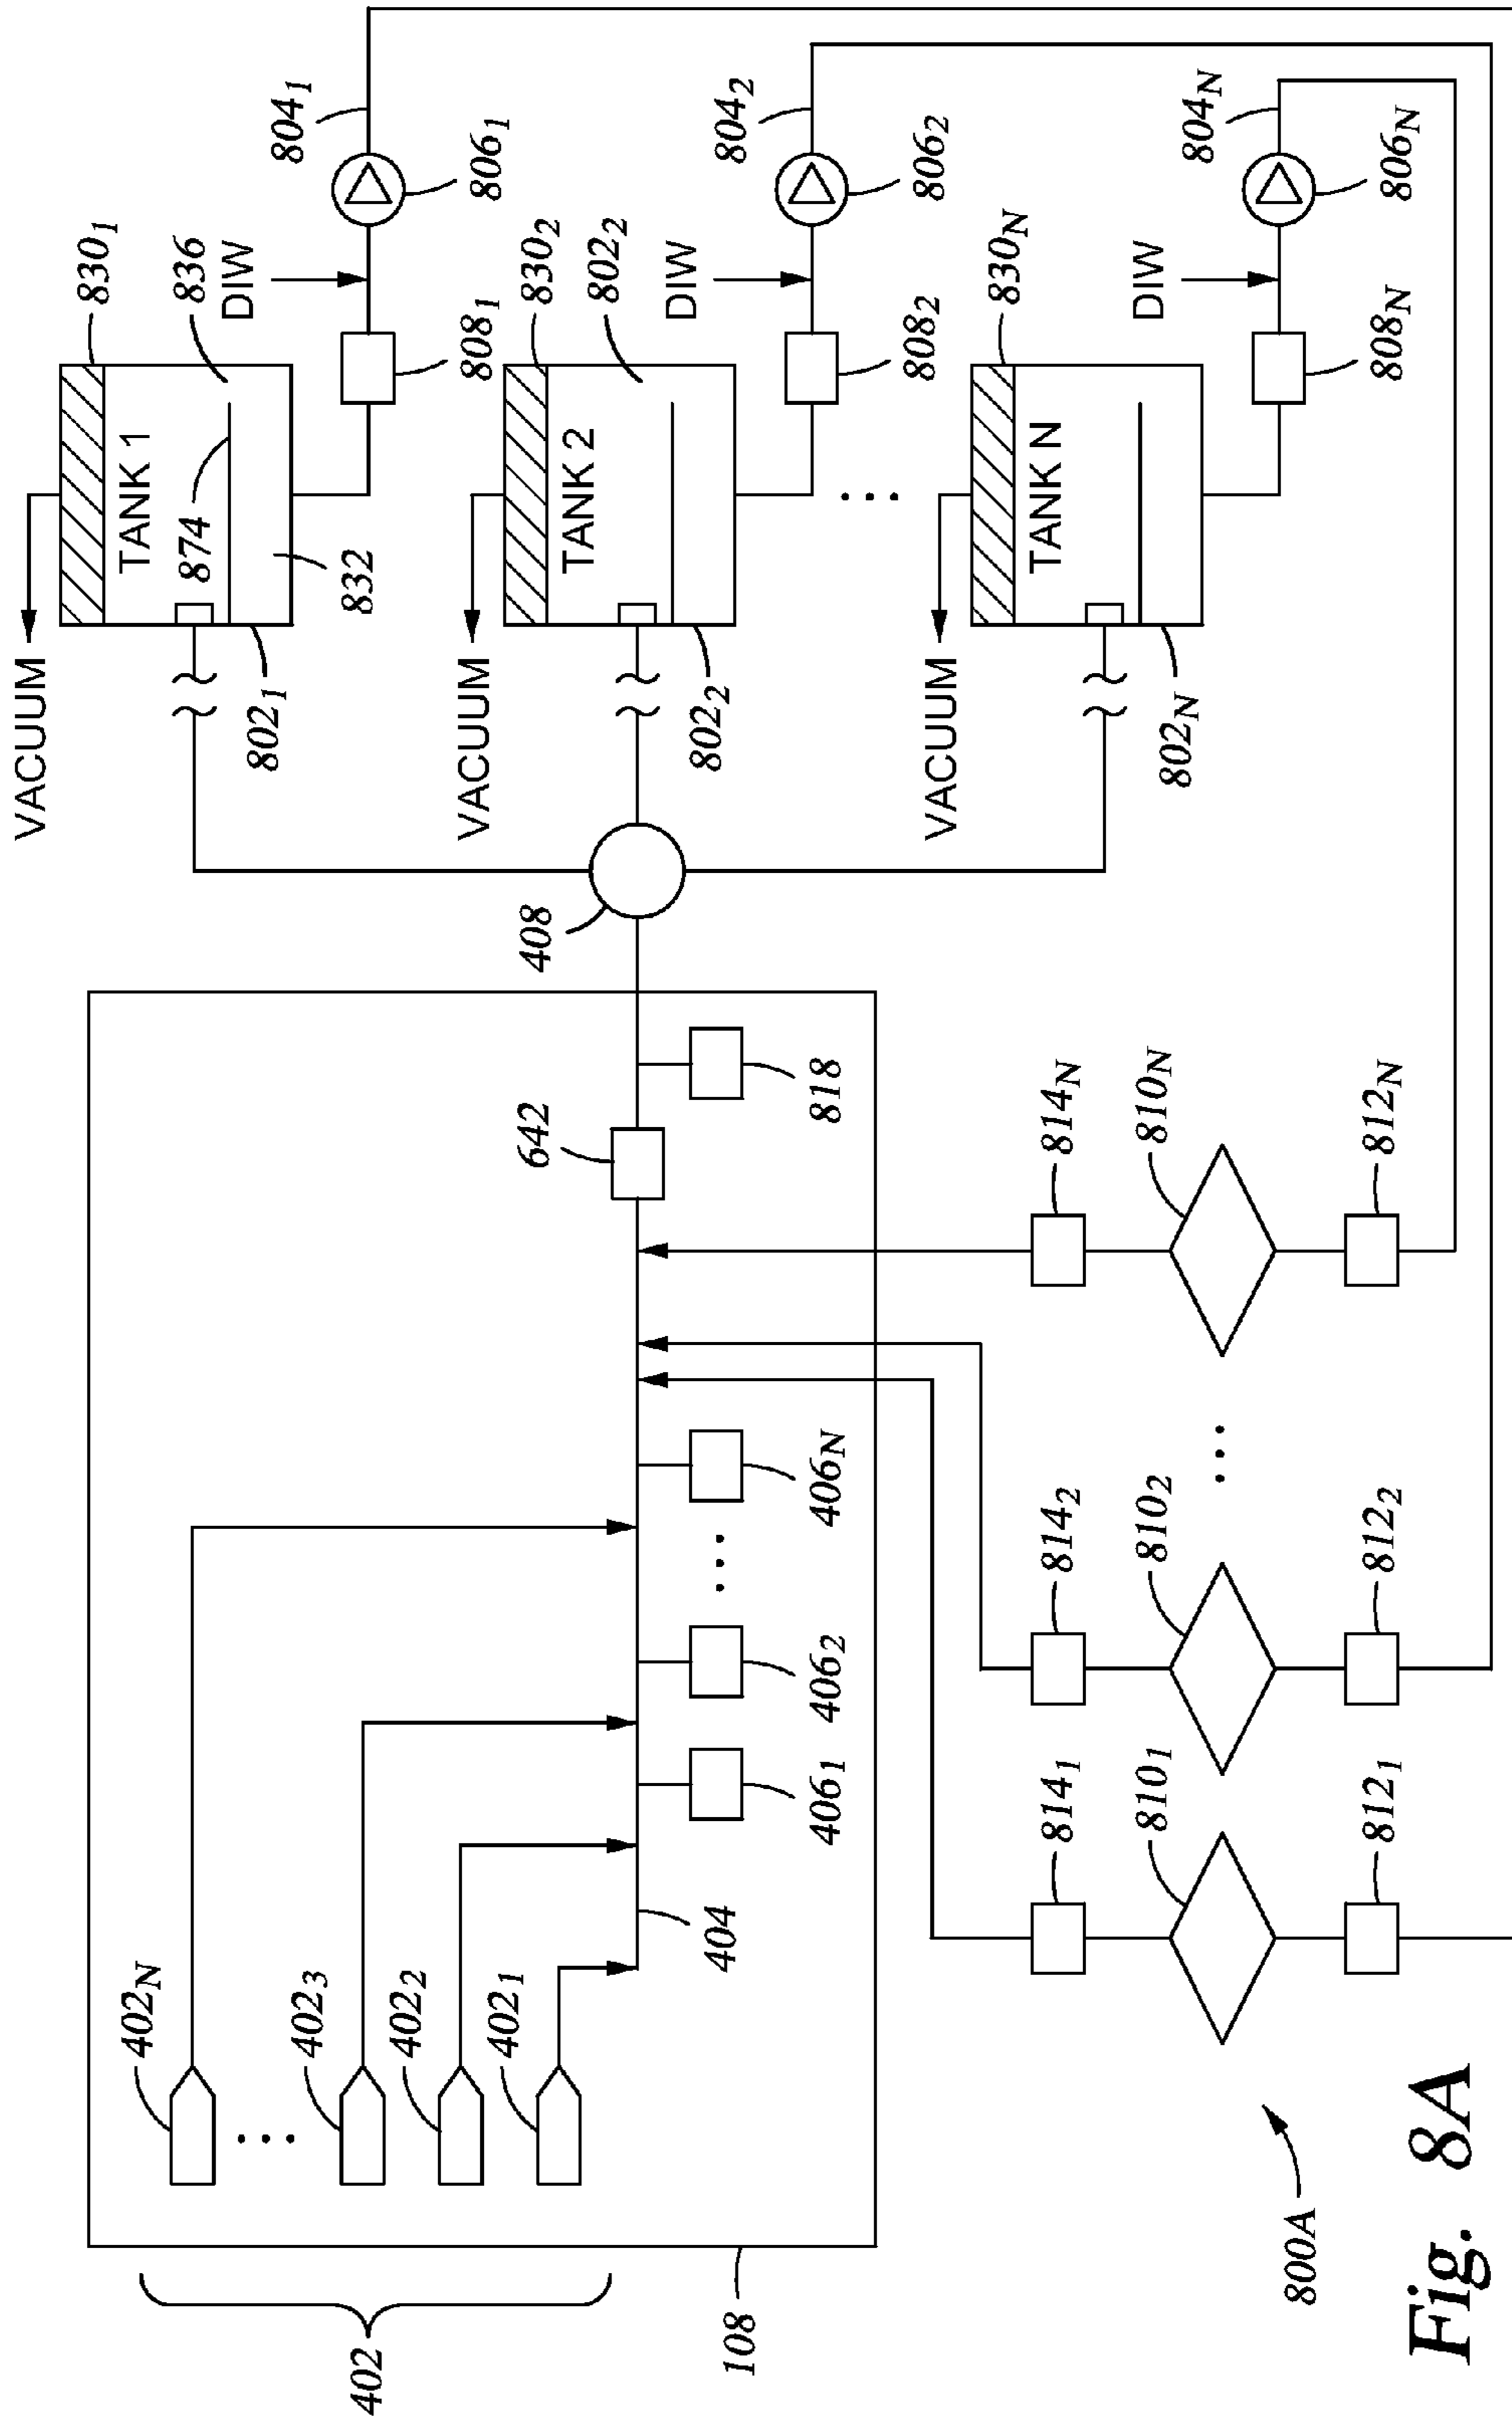 VACUUM
830₁
TANK 1
874
836
832
802₁
DIW
808₁
804₁
806₁
VACUUM
830₂
TANK 2
802₂
802₂
DIW
808₂
804₂
806₂
...
VACUUM
830N
TANK N
802N
DIW
808N
804N
806N
408
402
402N
...
402₃
402₂
402₁
404
406₁
406₂
...
406N
642
818
108
814₁
810₁
812₁
814₂
810₂
812₂
...
814N
810N
812N
800A
Fig. 8A